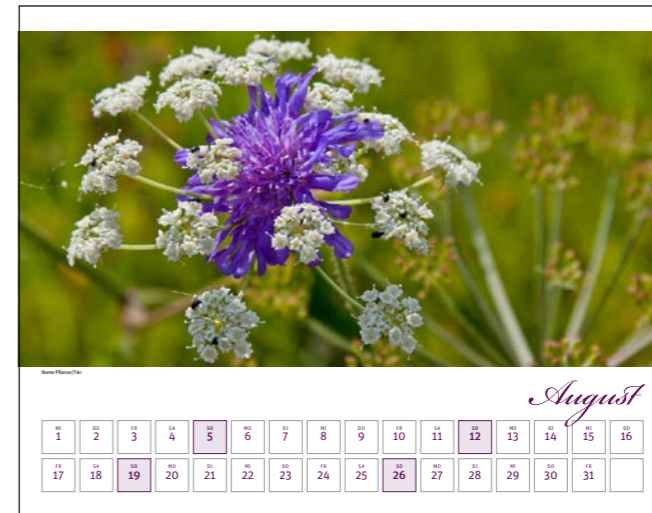 Name Pflanze/Tier
August
MI DO FR SA SO MO DI MI DO FR SA SO MO DI MI DO
1 2 3 4 5 6 7 8 9 10 11 12 13 14 15 16
FR SA SO MO DI MI DO FR SA SO MO DI MI DO FR
17 18 19 20 21 22 23 24 25 26 27 28 29 30 31